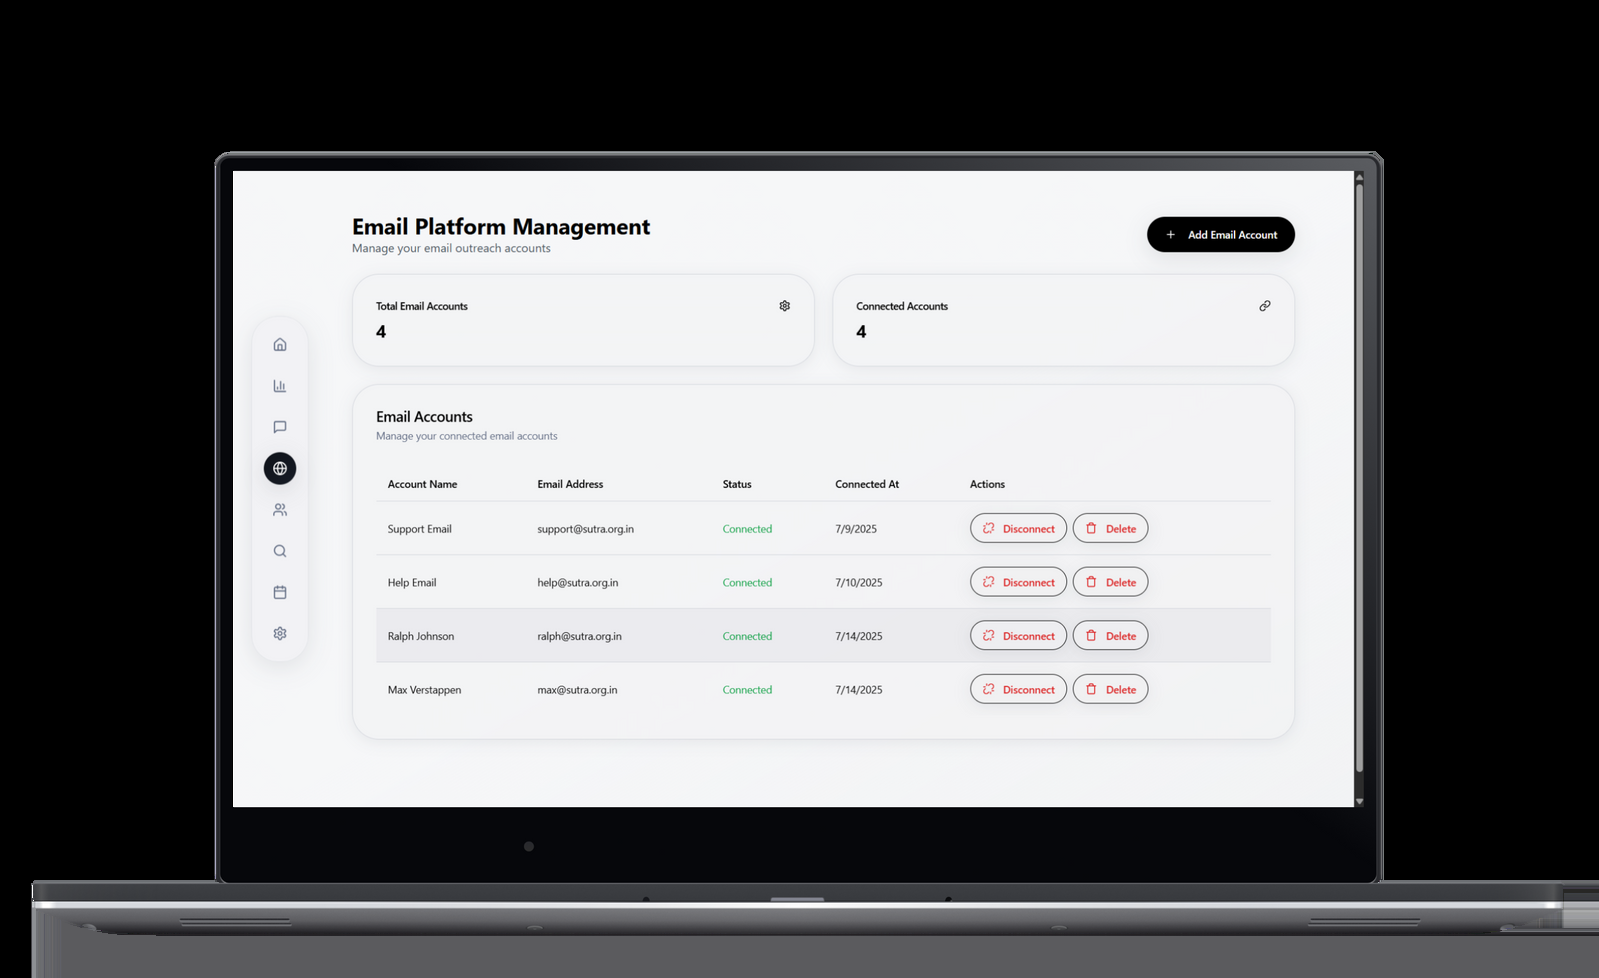 Email Platform Management
Manage your email outreach accounts
+ Add Email Account
Total Email Accounts
4
Connected Accounts
4
Email Accounts
Manage your connected email accounts
Account Name Email Address Status Connected At Actions
Support Email support@sutra.org.in Connected 7/9/2025 Disconnect Delete
Help Email help@sutra.org.in Connected 7/10/2025 Disconnect Delete
Ralph Johnson ralph@sutra.org.in Connected 7/14/2025 Disconnect Delete
Max Verstappen max@sutra.org.in Connected 7/14/2025 Disconnect Delete